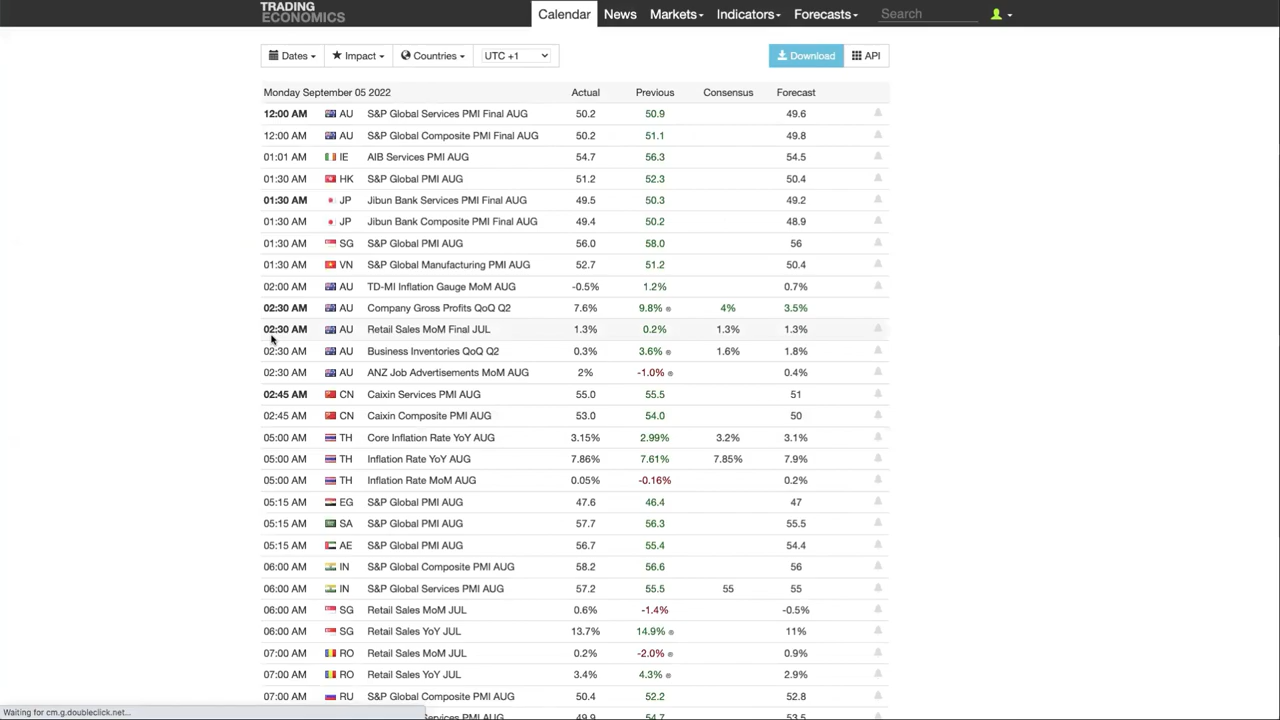 TRADING
ECONOMICS
Calendar News Markets Indicators Forecasts Search
Dates Impact Countries UTC +1 Download API
Monday September 05 2022 Actual Previous Consensus Forecast
12:00 AM AU S&P Global Services PMI Final AUG 50.2 50.9 49.6
12:00 AM AU S&P Global Composite PMI Final AUG 50.2 51.1 49.8
01:01 AM IE AIB Services PMI AUG 54.7 56.3 54.5
01:30 AM HK S&P Global PMI AUG 51.2 52.3 50.4
01:30 AM JP Jibun Bank Services PMI Final AUG 49.5 50.3 49.2
01:30 AM JP Jibun Bank Composite PMI Final AUG 49.4 50.2 48.9
01:30 AM SG S&P Global PMI AUG 56.0 58.0 56
01:30 AM VN S&P Global Manufacturing PMI AUG 52.7 51.2 50.4
02:00 AM AU TD-MI Inflation Gauge MoM AUG -0.5% 1.2% 0.7%
02:30 AM AU Company Gross Profits QoQ Q2 7.6% 9.8% ® 4% 3.5%
02:30 AM AU Retail Sales MoM Final JUL 1.3% 0.2% 1.3% 1.3%
02:30 AM AU Business Inventories QoQ Q2 0.3% 3.6% ® 1.6% 1.8%
02:30 AM AU ANZ Job Advertisements MoM AUG 2% -1.0% ® 0.4%
02:45 AM CN Caixin Services PMI AUG 55.0 55.5 51
02:45 AM CN Caixin Composite PMI AUG 53.0 54.0 50
05:00 AM TH Core Inflation Rate YoY AUG 3.15% 2.99% 3.2% 3.1%
05:00 AM TH Inflation Rate YoY AUG 7.86% 7.61% 7.85% 7.9%
05:00 AM TH Inflation Rate MoM AUG 0.05% -0.16% 0.2%
05:15 AM EG S&P Global PMI AUG 47.6 46.4 47
05:15 AM SA S&P Global PMI AUG 57.7 56.3 55.5
05:15 AM AE S&P Global PMI AUG 56.7 55.4 54.4
06:00 AM IN S&P Global Composite PMI AUG 58.2 56.6 56
06:00 AM IN S&P Global Services PMI AUG 57.2 55.5 55 55
06:00 AM SG Retail Sales MoM JUL 0.6% -1.4% -0.5%
06:00 AM SG Retail Sales YoY JUL 13.7% 14.9% ® 11%
07:00 AM RO Retail Sales MoM JUL 0.2% -2.0% ® 0.9%
07:00 AM RO Retail Sales YoY JUL 3.4% 4.3% ® 2.9%
07:00 AM RU S&P Global Composite PMI AUG 50.4 52.2 52.8
Services PMI AUG 49.9 54.7 53.5
Waiting for cm.g.doubleclick.net...